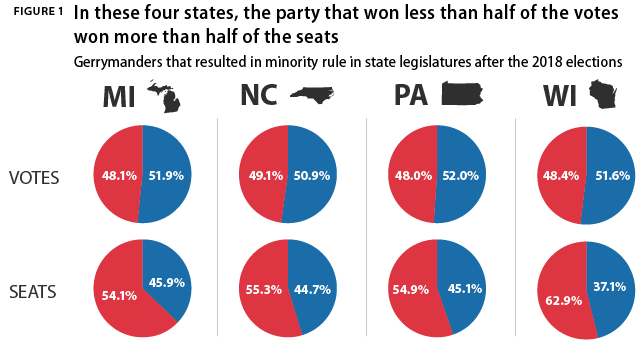 FIGURE 1 In these four states, the party that won less than half of the votes
won more than half of the seats
Gerrymanders that resulted in minority rule in state legislatures after the 2018 elections
MI NC PA WI
VOTES 48.1% 51.9% 49.1% 50.9% 48.0% 52.0% 48.4% 51.6%
SEATS 54.1% 45.9% 55.3% 44.7% 54.9% 45.1% 62.9% 37.1%